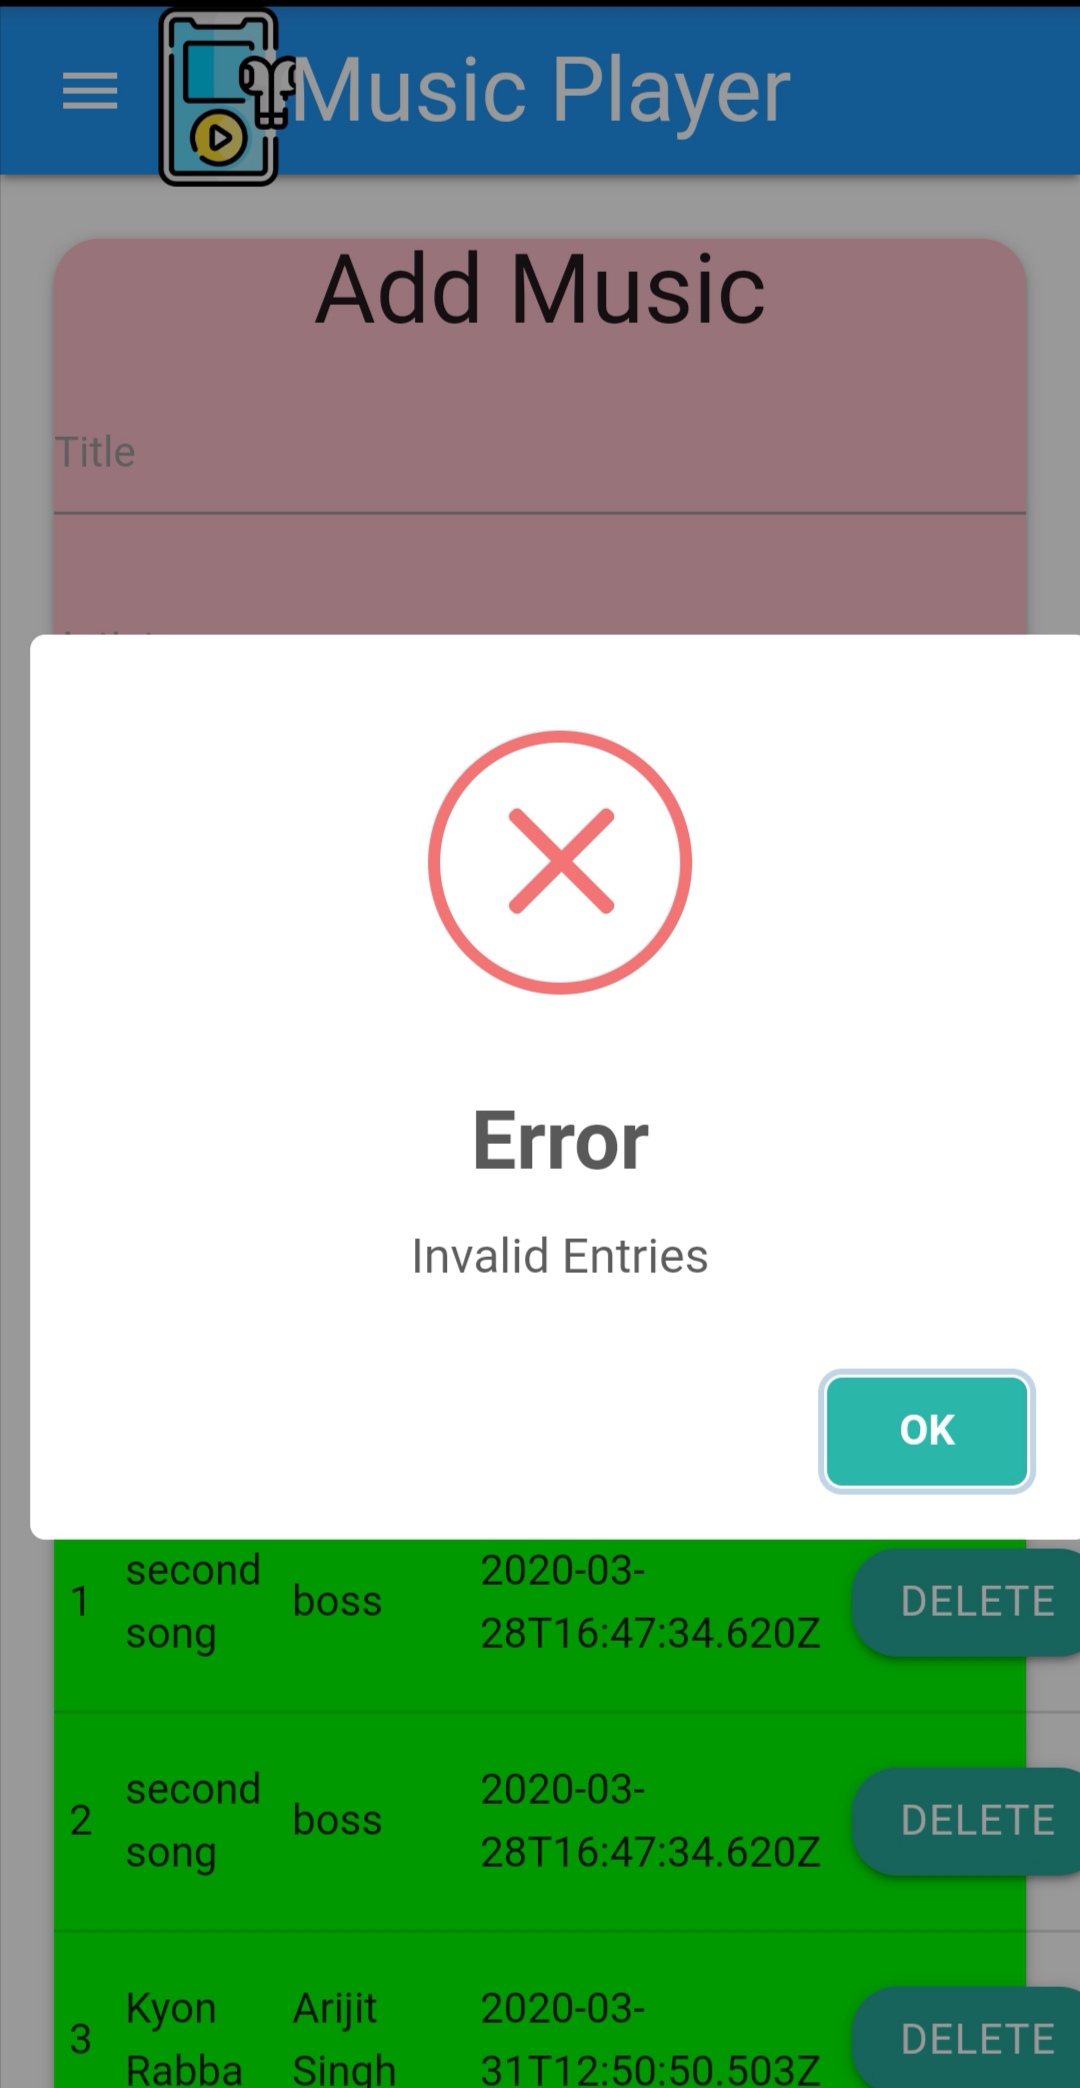 Music Player
Add Music
Title
Error
Invalid Entries
OK
1 second song boss 2020-03-28T16:47:34.620Z DELETE
2 second song boss 2020-03-28T16:47:34.620Z DELETE
3 Kyon Rabba Arijit Singh 2020-03-31T12:50:50.503Z DELETE